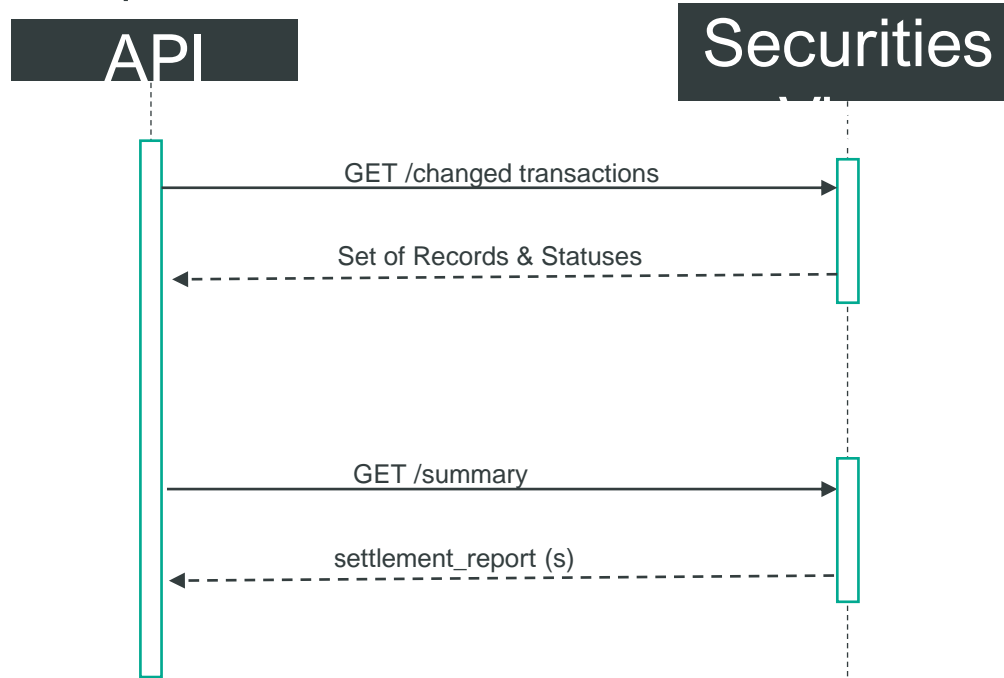 API
Securities
GET /changed transactions
Set of Records & Statuses
GET /summary
settlement_report (s)